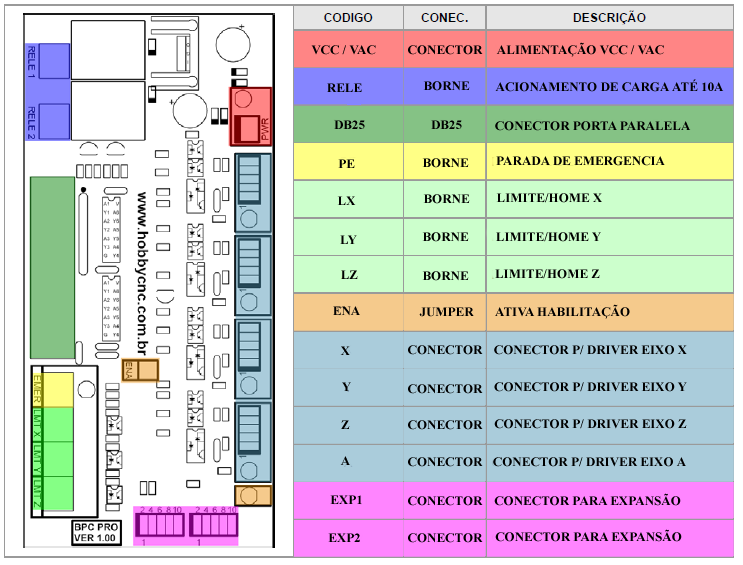 RELE 1
RELE 2
PWR
www.hobbycnc.com.br
ENA
EMER
LMT X
LMT Y
LMT Z
2 4 6 8 10
2 4 6 8 10
1
1
BPC PRO
VER 1.00
CODIGO CONEC. DESCRIÇÃO
VCC / VAC CONECTOR ALIMENTAÇÃO VCC / VAC
RELE BORNE ACIONAMENTO DE CARGA ATÉ 10A
DB25 DB25 CONECTOR PORTA PARALELA
PE BORNE PARADA DE EMERGENCIA
LX BORNE LIMITE/HOME X
LY BORNE LIMITE/HOME Y
LZ BORNE LIMITE/HOME Z
ENA JUMPER ATIVA HABILITAÇÃO
X CONECTOR CONECTOR P/ DRIVER EIXO X
Y CONECTOR CONECTOR P/ DRIVER EIXO Y
Z CONECTOR CONECTOR P/ DRIVER EIXO Z
A CONECTOR CONECTOR P/ DRIVER EIXO A
EXP1 CONECTOR CONECTOR PARA EXPANSÃO
EXP2 CONECTOR CONECTOR PARA EXPANSÃO